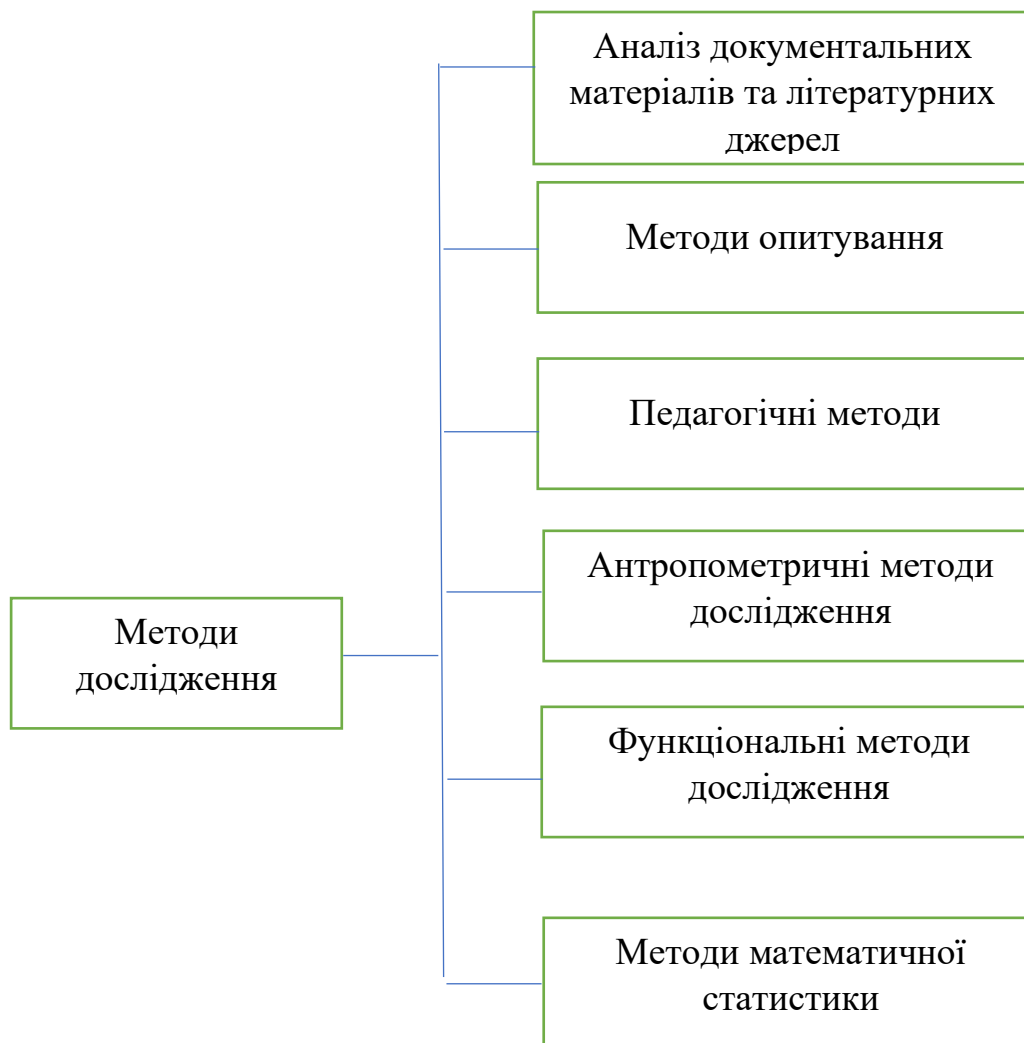 Аналіз документальних
матеріалів та літературних
джерел
Методи опитування
Педагогічні методи
Антропометричні методи
дослідження
Методи
дослідження
Функціональні методи
дослідження
Методи математичної
статистики